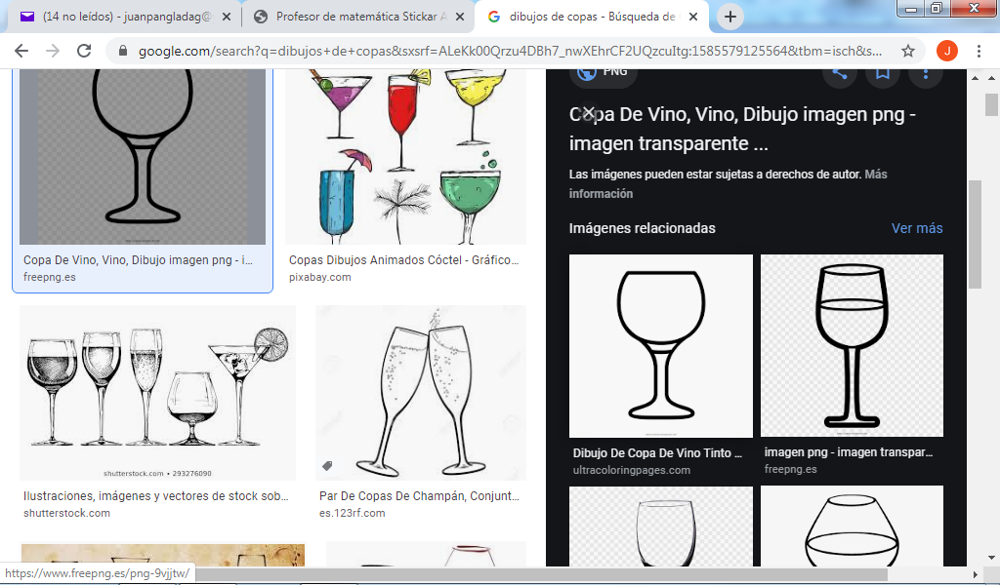 (14 no leídos) - juanpangladag@
Profesor de matemática Stickar A
dibujos de copas - Búsqueda de
google.com/search?q=dibujos+de+copas&sxsrf=ALeKk00Qrzu4DBh7_nwXEhrCF2UQzcuItg:1585579125564&tbm=isch&s...
J
PNG
Copa De Vino, Vino, Dibujo imagen png -
imagen transparente ...
Las imágenes pueden estar sujetas a derechos de autor. Más
información
Imágenes relacionadas
Ver más
Copa De Vino, Vino, Dibujo imagen png - i...
freepng.es
Copas Dibujos Animados Cóctel - Gráfico...
pixabay.com
shutterstock.com • 293276090
Ilustraciones, imágenes y vectores de stock sob...
shutterstock.com
Par De Copas De Champán, Conjunt...
es.123rf.com
Dibujo De Copa De Vino Tinto ...
ultracoloringpages.com
imagen png - imagen transpar...
freepng.es
https://www.freepng.es/png-9vjjtw/